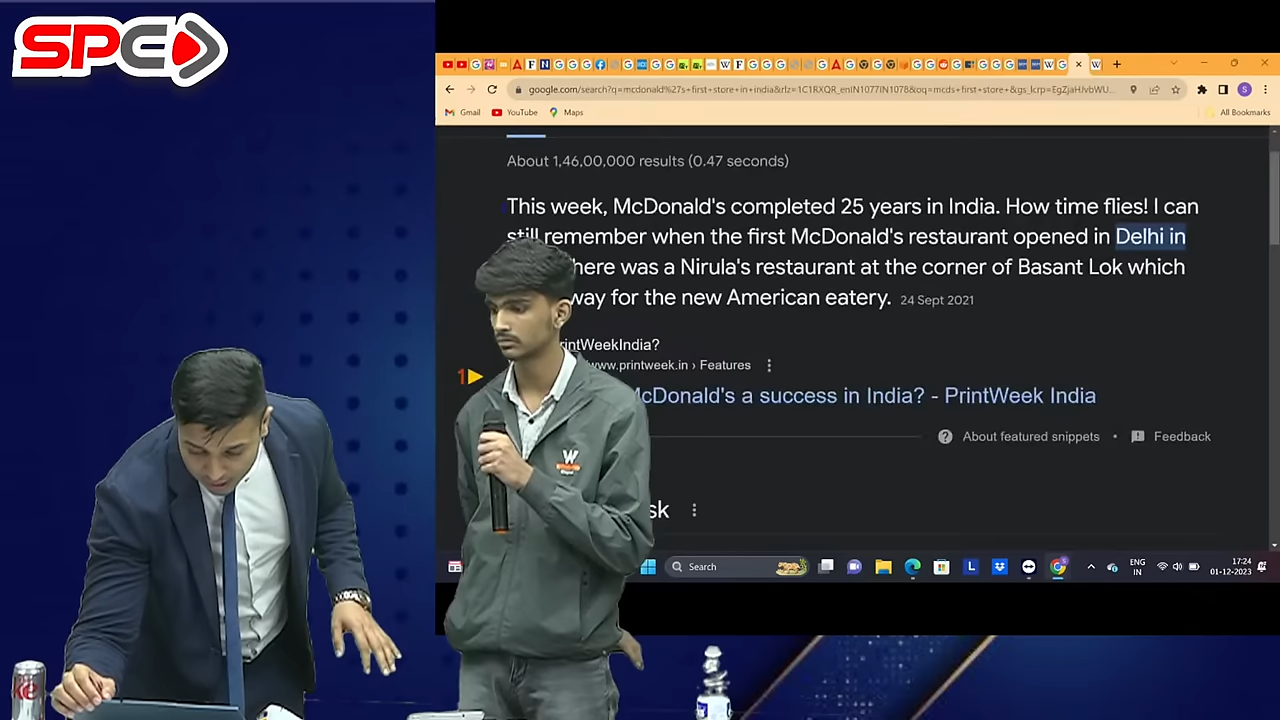 SPE
google.com/search?q=mcdonald%27s+first+store+in+india&rlz=1C1RXQR_enIN1077IN1078&oq=mcds+first+store+&gs_lcrp=EgZjaHJvbWU...
S
Gmail YouTube Maps All Bookmarks
About 1,46,00,000 results (0.47 seconds)
This week, McDonald's completed 25 years in India. How time flies! I can
still remember when the first McDonald's restaurant opened in Delhi in
here was a Nirula's restaurant at the corner of Basant Lok which
way for the new American eatery. 24 Sept 2021
rintWeekIndia?
www.printweek.in › Features
1
McDonald's a success in India? - PrintWeek India
About featured snippets • Feedback
W
sk
Search
ENG
IN
17:24
01-12-2023
ke